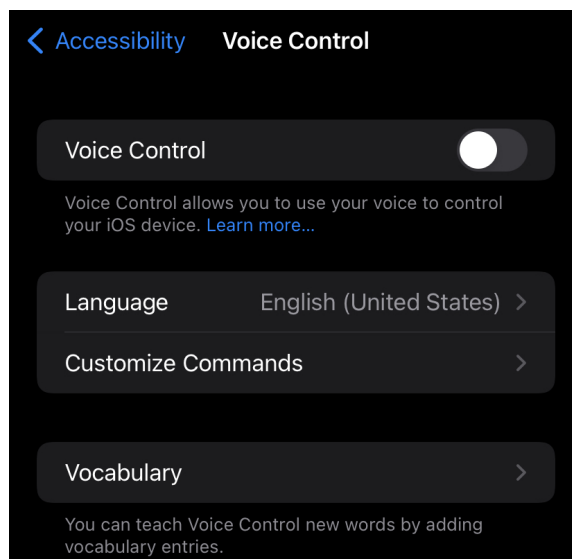 Accessibility Voice Control
Voice Control
Voice Control allows you to use your voice to control
your iOS device. Learn more...
Language English (United States)
Customize Commands
Vocabulary
You can teach Voice Control new words by adding
vocabulary entries.